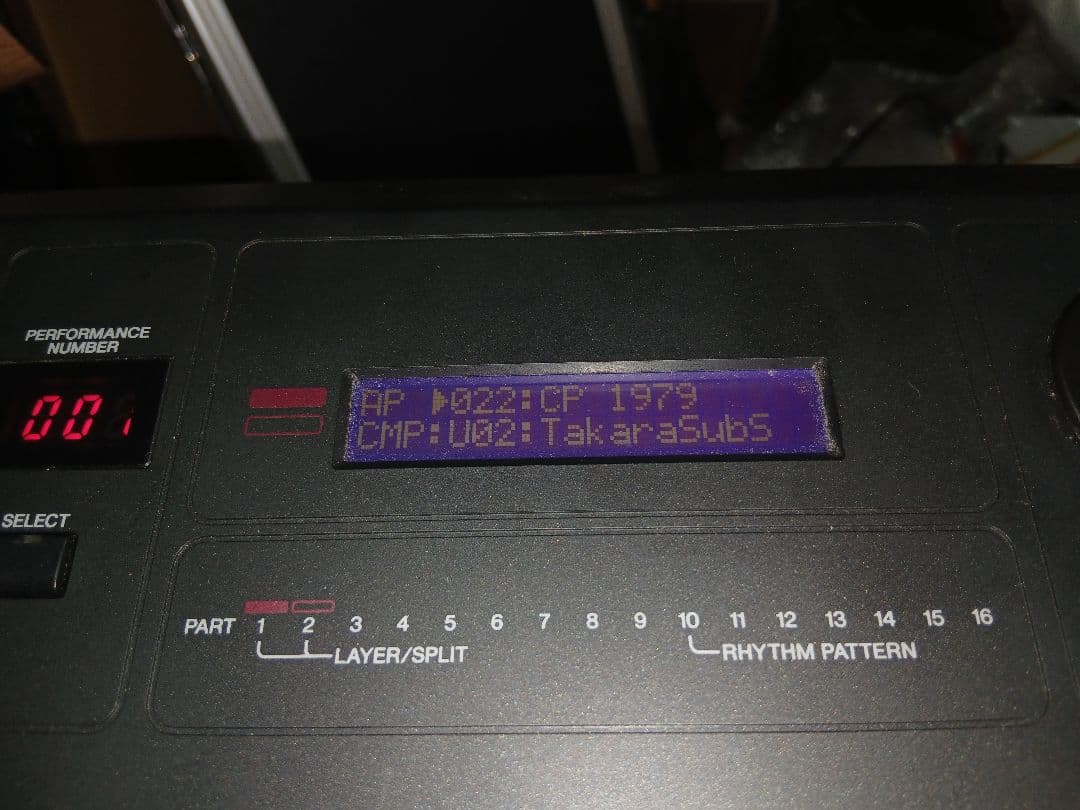 PERFORMANCE
NUMBER
001
AP ▶022:CP 1979
CMP:U02:TakaraSubS
SELECT
PART 1 2 3 4 5 6 7 8 9 10 11 12 13 14 15 16
LAYER/SPLIT
RHYTHM PATTERN